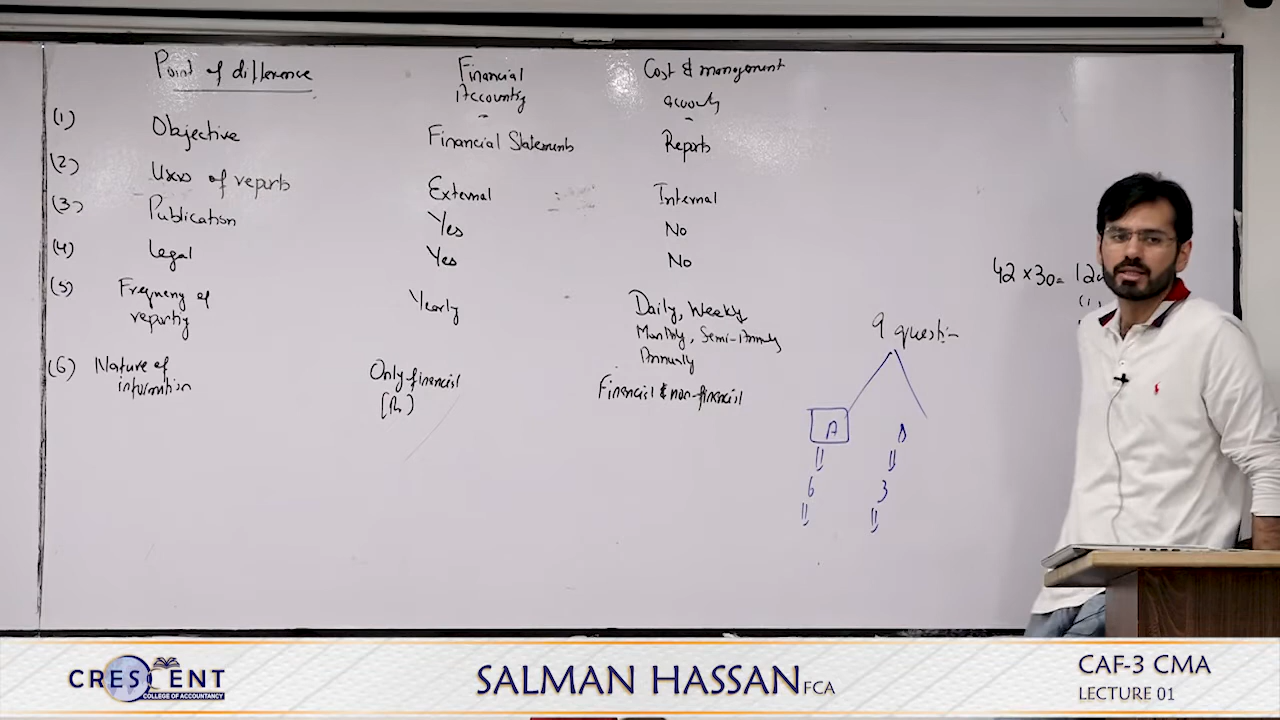 Point of difference
Financial
Accounting
Cost & management
(1) Objective Financial Statements Reports
(2) Users of reports External Internal
(3) Publication Yes No
(4) Legal Yes No
(5) Frequency of
reporting
Yearly
Daily, Weekly
Monthly, Semi-Annually
Annually
(6) Nature of
information
Only financial
(Rs)
Financial & non-financial
9 question
A
6
3
42 × 30 =
CRESCENT
COLLEGE OF ACCOUNTANCY
SALMAN HASSAN FCA
CAF-3 CMA
LECTURE 01